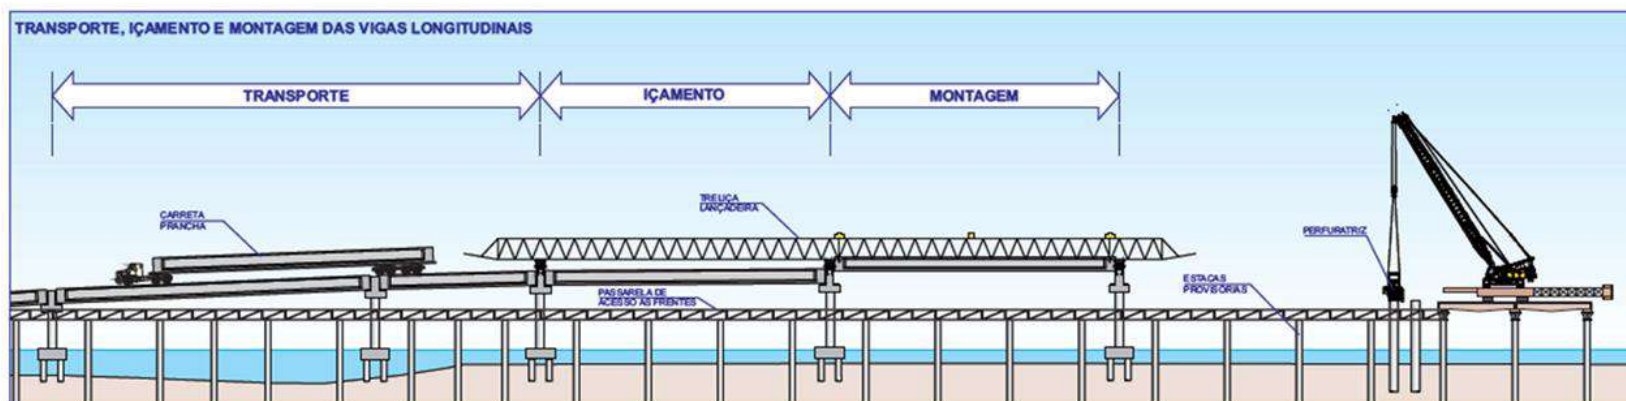 TRANSPORTE, IÇAMENTO E MONTAGEM DAS VIGAS LONGITUDINAIS
TRANSPORTE
IÇAMENTO
MONTAGEM
CARRETA
PRANCHA
TRELIÇA
LANÇADEIRA
PERFURATRIZ
PASSARELA DE
ACESSO ÀS FRENTES
ESTACAS
PROVISÓRIAS